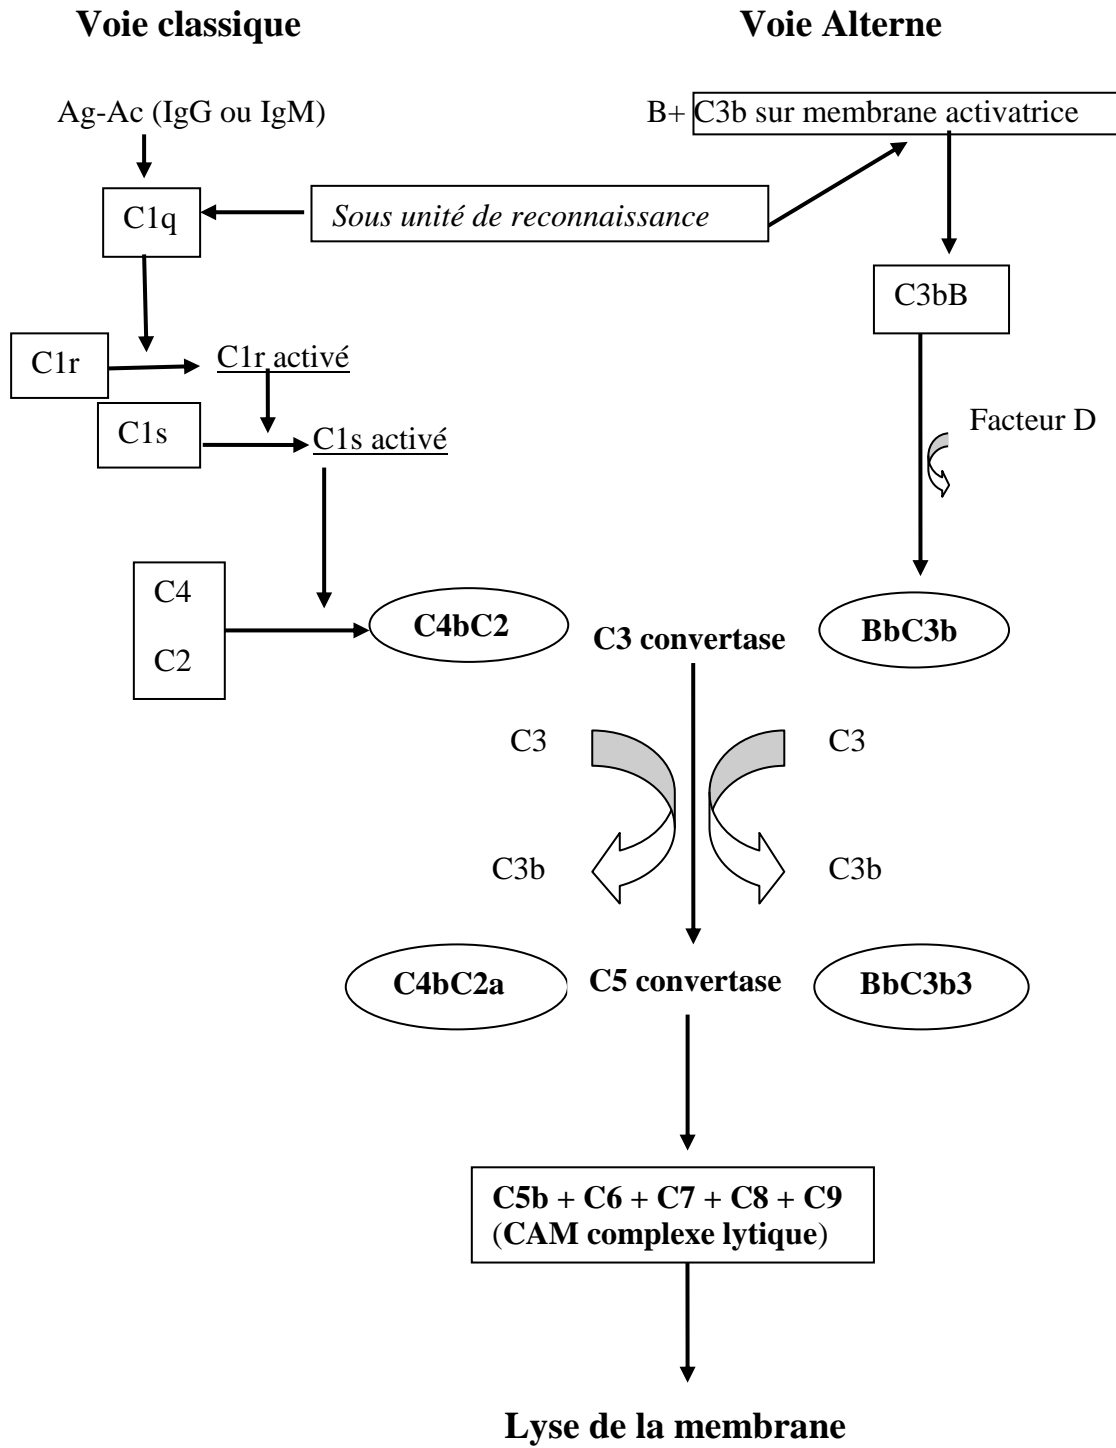 Voie classique
Voie Alterne
Ag-Ac (IgG ou IgM)
B+ C3b sur membrane activatrice
C1q
Sous unité de reconnaissance
C3bB
C1r
C1r activé
C1s
C1s activé
Facteur D
C4
C2
C4bC2
C3 convertase
BbC3b
C3
C3
C3b
C3b
C4bC2a
C5 convertase
BbC3b3
C5b + C6 + C7 + C8 + C9
(CAM complexe lytique)
Lyse de la membrane